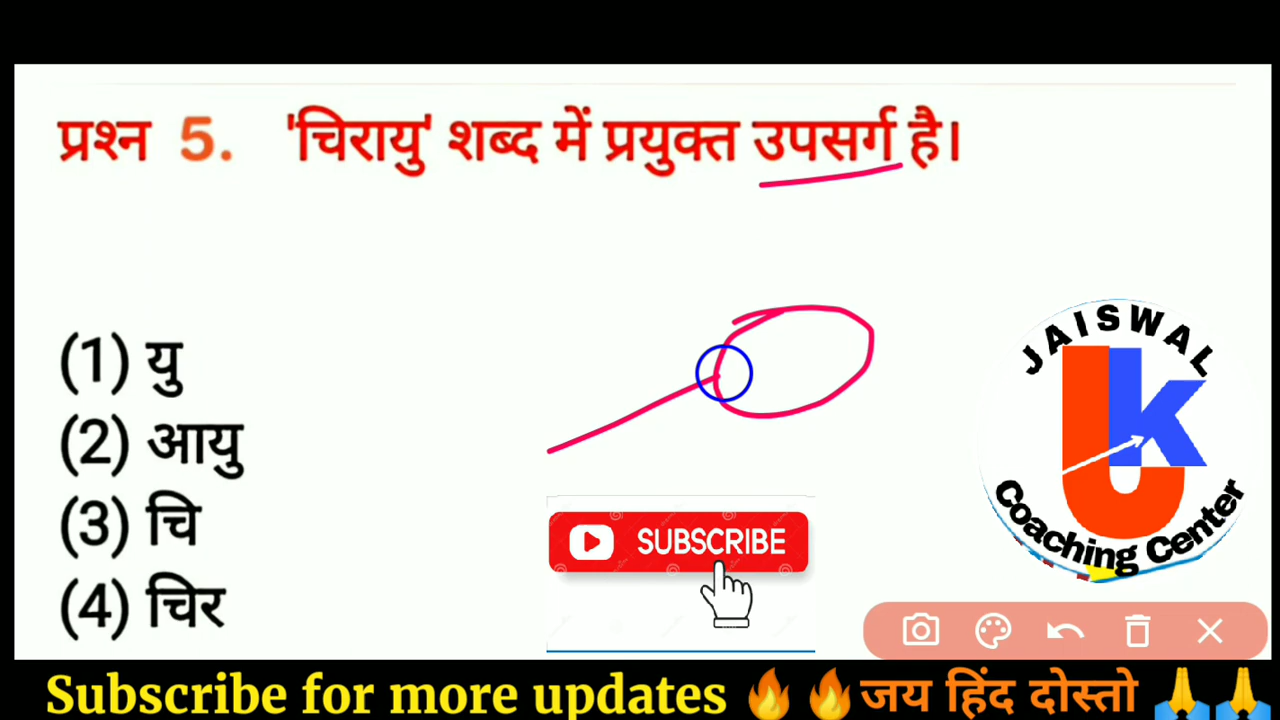 प्रश्न 5. 'चिरायु' शब्द में प्रयुक्त उपसर्ग है।
(1) यु
(2) आयु
(3) चि
(4) चिर
JAISWAL
JK
Coaching Center
SUBSCRIBE
Subscribe for more updates 🔥🔥जय हिंद दोस्तो 🙏🙏